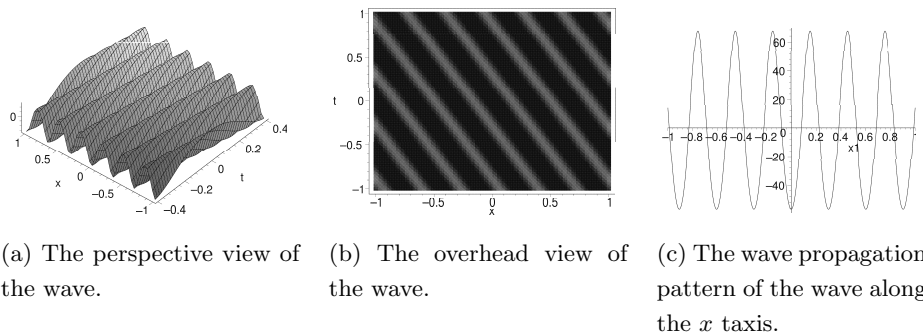 0
1
0.5
0
−0.5
−1
x
−0.4
−0.2
0
0.2
0.4
t
1
0.5
t
0
−0.5
−1
−1
−0.5
0
0.5
1
x
60
40
20
−1 −0.8 −0.6 −0.4 −0.2 0 0.2 0.4 0.6 0.8
x1
−20
−40
(a) The perspective view of
the wave.
(b) The overhead view of
the wave.
(c) The wave propagation
pattern of the wave along
the x taxis.